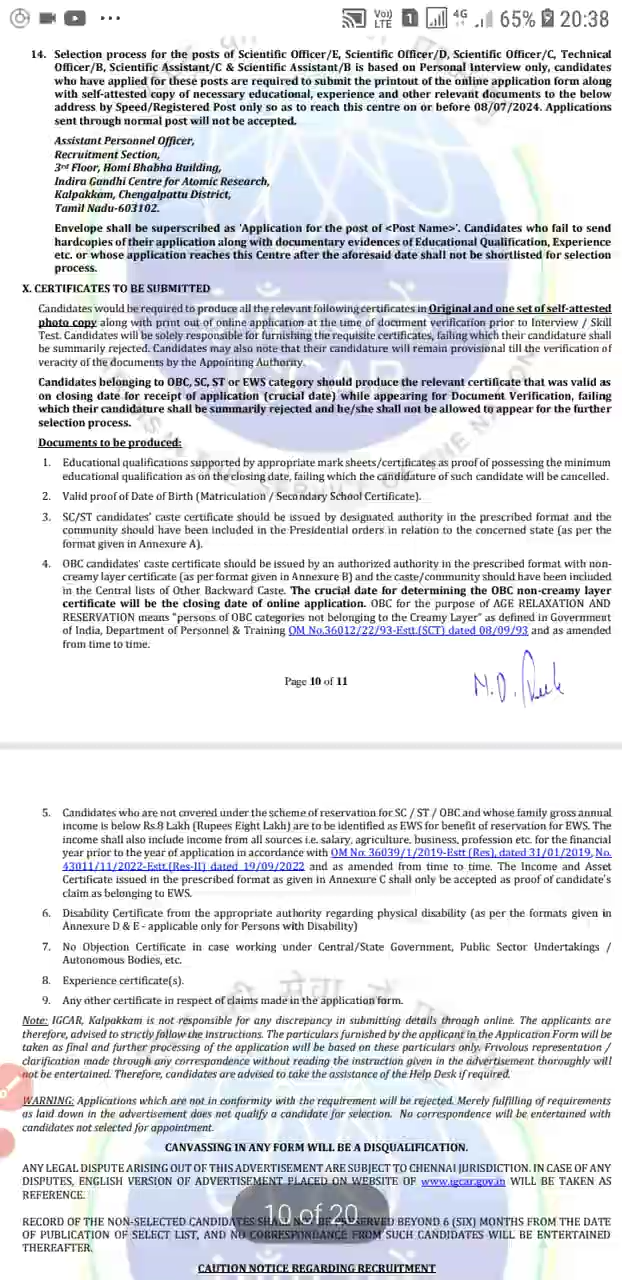 Vo)) LTE 1 4G 65% 20:38
14. Selection process for the posts of Scientific Officer/E, Scientific Officer/D, Scientific Officer/C, Technical
Officer/B, Scientific Assistant/C & Scientific Assistant/B is based on Personal Interview only, candidates
who have applied for these posts are required to submit the printout of the online application form along
with self-attested copy of necessary educational, experience and other relevant documents to the below
address by Speed/Registered Post only so as to reach this centre on or before 08/07/2024. Applications
sent through normal post will not be accepted.
Assistant Personnel Officer,
Recruitment Section,
3rd Floor, Homi Bhabha Building,
Indira Gandhi Centre for Atomic Research,
Kalpakkam, Chengalpattu District,
Tamil Nadu-603102.
Envelope shall be superscribed as 'Application for the post of <Post Name>'. Candidates who fail to send
hardcopies of their application along with documentary evidences of Educational Qualification, Experience
etc. or whose application reaches this Centre after the aforesaid date shall not be shortlisted for selection
process.
X. CERTIFICATES TO BE SUBMITTED
Candidates would be required to produce all the relevant following certificates in Original and one set of self-attested
photo copy along with print out of online application at the time of document verification prior to Interview / Skill
Test. Candidates will be solely responsible for furnishing the requisite certificates, failing which their candidature shall
be summarily rejected. Candidates may also note that their candidature will remain provisional till the verification of
veracity of the documents by the Appointing Authority.
Candidates belonging to OBC, SC, ST or EWS category should produce the relevant certificate that was valid as
on closing date for receipt of application (crucial date) while appearing for Document Verification, failing
which their candidature shall be summarily rejected and he/she shall not be allowed to appear for the further
selection process.
Documents to be produced:
1. Educational qualifications supported by appropriate mark sheets/certificates as proof of possessing the minimum
educational qualification as on the closing date, failing which the candidature of such candidate will be cancelled.
2. Valid proof of Date of Birth (Matriculation / Secondary School Certificate).
3. SC/ST candidates' caste certificate should be issued by designated authority in the prescribed format and the
community should have been included in the Presidential orders in relation to the concerned state (as per the
format given in Annexure A).
4. OBC candidates' caste certificate should be issued by an authorized authority in the prescribed format with non-
creamy layer certificate (as per format given in Annexure B) and the caste/community should have been included
in the Central lists of Other Backward Caste. The crucial date for determining the OBC non-creamy layer
certificate will be the closing date of online application. OBC for the purpose of AGE RELAXATION AND
RESERVATION means "persons of OBC categories not belonging to the Creamy Layer" as defined in Government
of India, Department of Personnel & Training OM No.36012/22/93-Estt.(SCT) dated 08/09/93 and as amended
from time to time.
Page 10 of 11
5. Candidates who are not covered under the scheme of reservation for SC / ST / OBC and whose family gross annual
income is below Rs.8 Lakh (Rupees Eight Lakh) are to be identified as EWS for benefit of reservation for EWS. The
income shall also include income from all sources i.e. salary, agriculture, business, profession etc. for the financial
year prior to the year of application in accordance with OM No. 36039/1/2019-Estt (Res), dated 31/01/2019, No.
43011/11/2022-Estt.(Res-II) dated 19/09/2022 and as amended from time to time. The Income and Asset
Certificate issued in the prescribed format as given in Annexure C shall only be accepted as proof of candidate's
claim as belonging to EWS.
6. Disability Certificate from the appropriate authority regarding physical disability (as per the formats given in
Annexure D & E - applicable only for Persons with Disability)
7. No Objection Certificate in case working under Central/State Government, Public Sector Undertakings /
Autonomous Bodies, etc.
8. Experience certificate(s).
9. Any other certificate in respect of claims made in the application form.
Note: IGCAR, Kalpakkam is not responsible for any discrepancy in submitting details through online. The applicants are
therefore, advised to strictly follow the instructions. The particulars furnished by the applicant in the Application Form will be
taken as final and further processing of the application will be based on these particulars only. Frivolous representation /
clarification made through any correspondence without reading the instruction given in the advertisement thoroughly will
not be entertained. Therefore, candidates are advised to take the assistance of the Help Desk if required.
WARNING: Applications which are not in conformity with the requirement will be rejected. Merely fulfilling of requirements
as laid down in the advertisement does not qualify a candidate for selection. No correspondence will be entertained with
candidates not selected for appointment.
CANVASSING IN ANY FORM WILL BE A DISQUALIFICATION.
ANY LEGAL DISPUTE ARISING OUT OF THIS ADVERTISEMENT ARE SUBJECT TO CHENNAI JURISDICTION. IN CASE OF ANY
DISPUTES, ENGLISH VERSION OF ADVERTISEMENT PLACED ON WEBSITE OF www.igcar.gov.in WILL BE TAKEN AS
REFERENCE.
10 of 20
RECORD OF THE NON-SELECTED CANDIDATES SHALL NOT BE PRESERVED BEYOND 6 (SIX) MONTHS FROM THE DATE
OF PUBLICATION OF SELECT LIST, AND NO CORRESPONDANCE FROM SUCH CANDIDATES WILL BE ENTERTAINED
THEREAFTER.
CAUTION NOTICE REGARDING RECRUITMENT